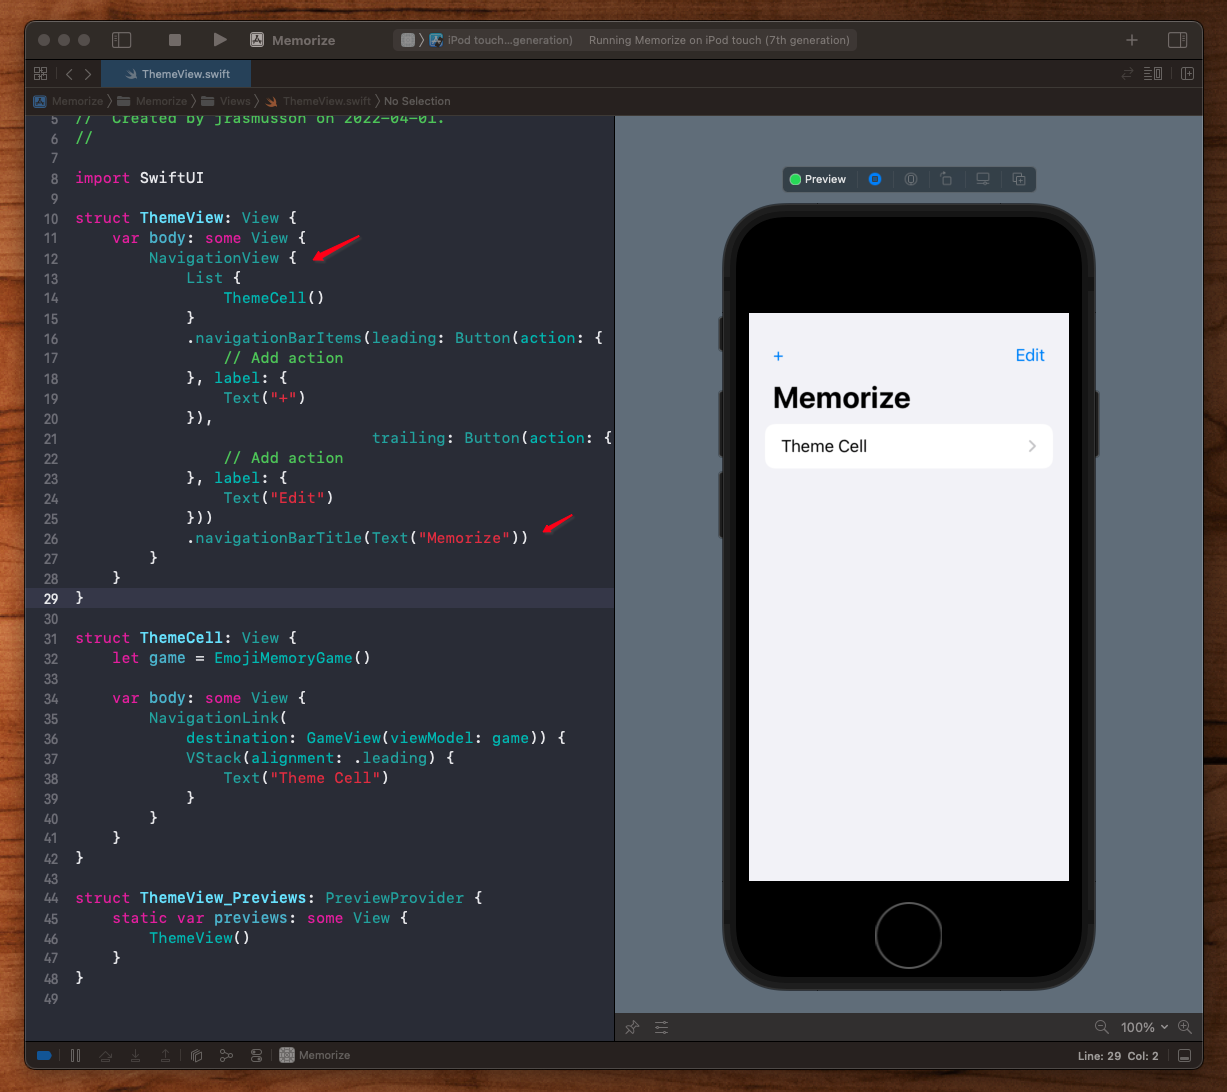 Memorize
iPod touch...generation)
Running Memorize on iPod touch (7th generation)
ThemeView.swift
Memorize
Memorize
Views
ThemeView.swift
No Selection
5 // Created by jrasmusson on 2022-04-01.
6 //
7
8 import SwiftUI
9
10 struct ThemeView: View {
11 var body: some View {
12 NavigationView {
13 List {
14 ThemeCell()
15 }
16 .navigationBarItems(leading: Button(action: {
17 // Add action
18 }, label: {
19 Text("+")
20 }),
21 trailing: Button(action: {
22 // Add action
23 }, label: {
24 Text("Edit")
25 }))
26 .navigationBarTitle(Text("Memorize"))
27 }
28 }
29 }
30
31 struct ThemeCell: View {
32 let game = EmojiMemoryGame()
33
34 var body: some View {
35 NavigationLink(
36 destination: GameView(viewModel: game)) {
37 VStack(alignment: .leading) {
38 Text("Theme Cell")
39 }
40 }
41 }
42 }
43
44 struct ThemeView_Previews: PreviewProvider {
45 static var previews: some View {
46 ThemeView()
47 }
48 }
49
Preview
+
Edit
Memorize
Theme Cell
100%
Memorize
Line: 29 Col: 2